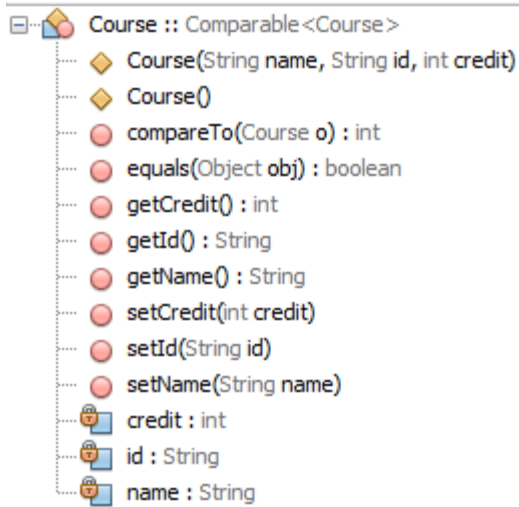 Course :: Comparable<Course>
Course(String name, String id, int credit)
Course()
compareTo(Course o) : int
equals(Object obj) : boolean
getCredit() : int
getId() : String
getName() : String
setCredit(int credit)
setId(String id)
setName(String name)
credit : int
id : String
name : String